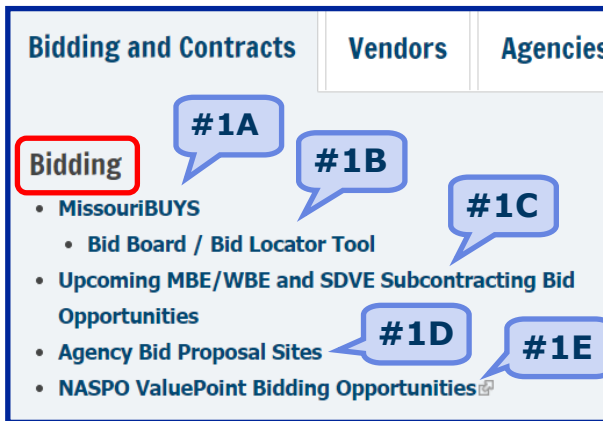 Bidding and Contracts Vendors Agencies
#1A
Bidding
#1B
MissouriBUYS
#1C
Bid Board / Bid Locator Tool
Upcoming MBE/WBE and SDVE Subcontracting Bid
Opportunities
#1D
Agency Bid Proposal Sites
#1E
NASPO ValuePoint Bidding Opportunities